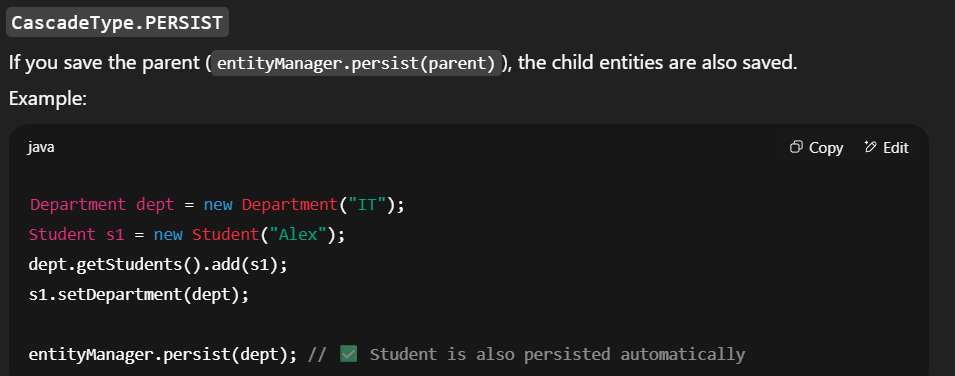 CascadeType.PERSIST
If you save the parent (entityManager.persist(parent)), the child entities are also saved.
Example:
java
Copy Edit
Department dept = new Department("IT");
Student s1 = new Student("Alex");
dept.getStudents().add(s1);
s1.setDepartment(dept);
entityManager.persist(dept); // ✅ Student is also persisted automatically